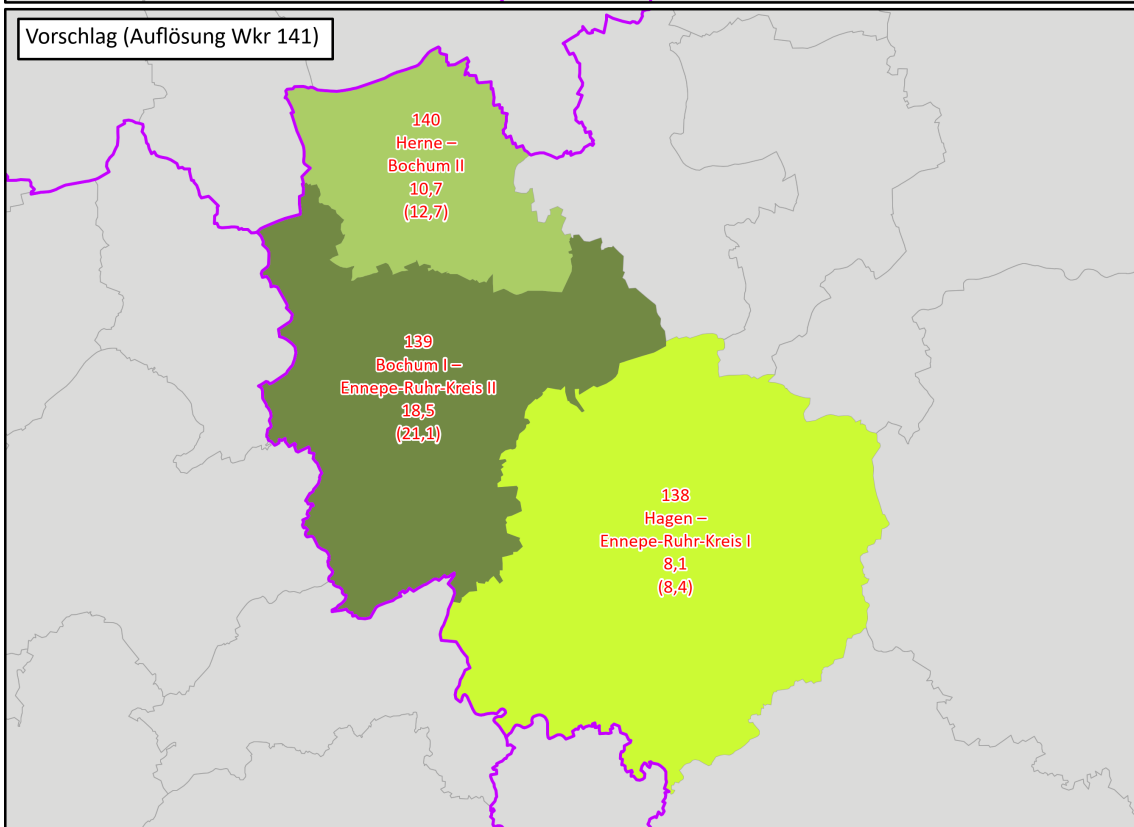 Vorschlag (Auflösung Wkr 141)
140
Herne –
Bochum II
10,7
(12,7)
139
Bochum I –
Ennepe-Ruhr-Kreis II
18,5
(21,1)
138
Hagen –
Ennepe-Ruhr-Kreis I
8,1
(8,4)